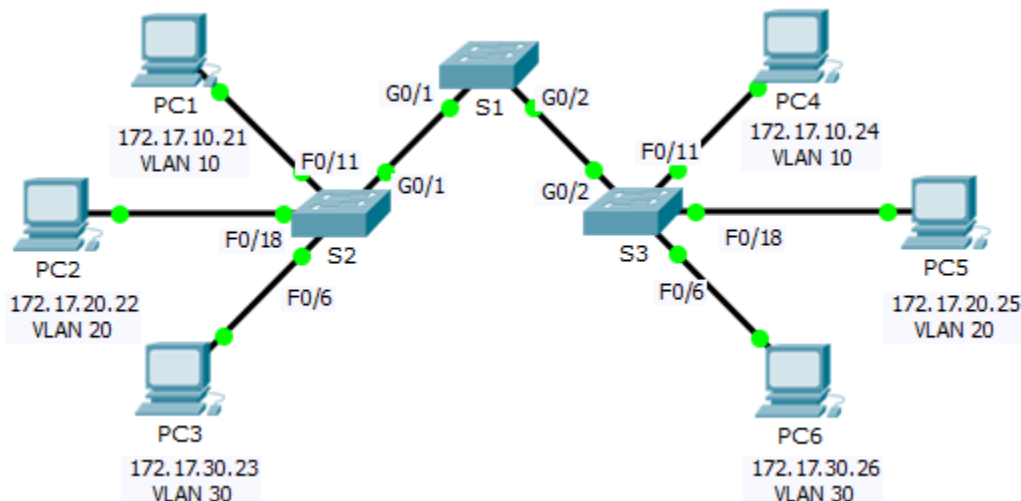 PC1
172.17.10.21
VLAN 10
G0/1
S1
G0/2
PC4
172.17.10.24
VLAN 10
F0/11
G0/1
F0/11
G0/2
PC2
172.17.20.22
VLAN 20
F0/18
S2
F0/6
S3
F0/18
F0/6
PC5
172.17.20.25
VLAN 20
PC3
172.17.30.23
VLAN 30
PC6
172.17.30.26
VLAN 30